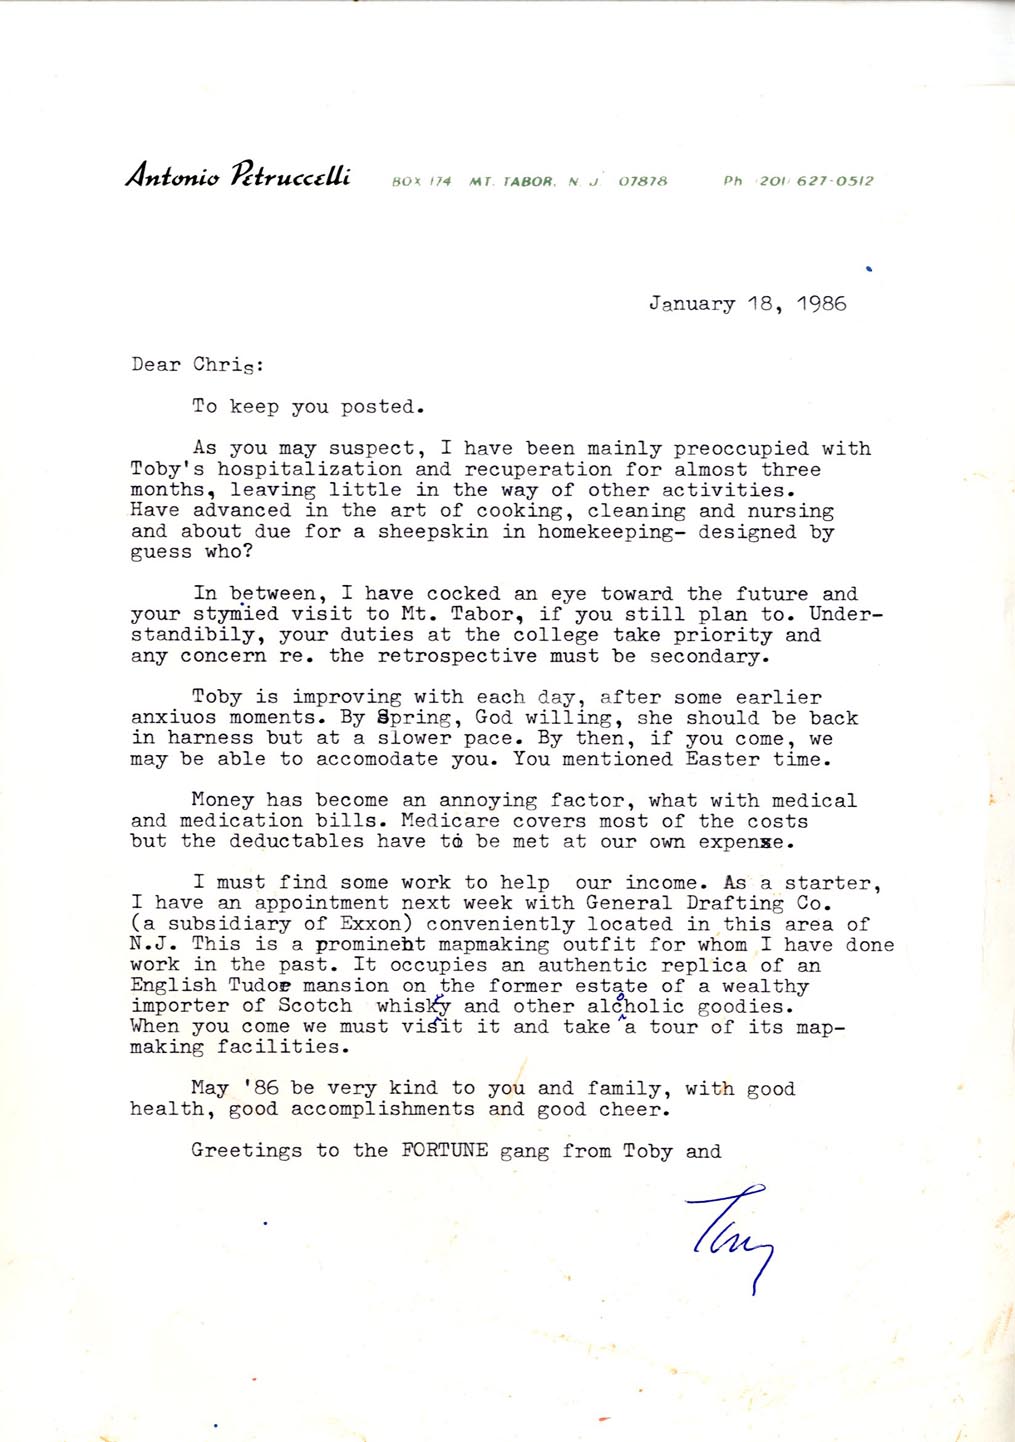 Antonio Petruccelli BOX 174 MT. TABOR, N. J. 07878 Ph (201) 627-0512
January 18, 1986
Dear Chris:
To keep you posted.
As you may suspect, I have been mainly preoccupied with
Toby's hospitalization and recuperation for almost three
months, leaving little in the way of other activities.
Have advanced in the art of cooking, cleaning and nursing
and about due for a sheepskin in homekeeping- designed by
guess who?
In between, I have cocked an eye toward the future and
your stymied visit to Mt. Tabor, if you still plan to. Under-
standibily, your duties at the college take priority and
any concern re. the retrospective must be secondary.
Toby is improving with each day, after some earlier
anxiuos moments. By Spring, God willing, she should be back
in harness but at a slower pace. By then, if you come, we
may be able to accomodate you. You mentioned Easter time.
Money has become an annoying factor, what with medical
and medication bills. Medicare covers most of the costs
but the deductables have to be met at our own expense.
I must find some work to help our income. As a starter,
I have an appointment next week with General Drafting Co.
(a subsidiary of Exxon) conveniently located in this area of
N.J. This is a prominent mapmaking outfit for whom I have done
work in the past. It occupies an authentic replica of an
English Tudor mansion on the former estate of a wealthy
importer of Scotch whisky and other alcoholic goodies.
When you come we must visit it and take a tour of its map-
making facilities.
May '86 be very kind to you and family, with good
health, good accomplishments and good cheer.
Greetings to the FORTUNE gang from Toby and
Tony